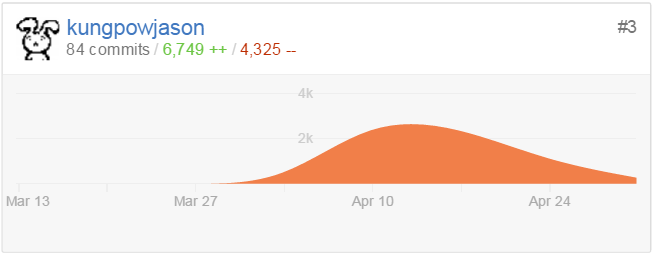 kungpowjason
#3
84 commits / 6,749 ++ / 4,325 --
4k
2k
Mar 13 Mar 27 Apr 10 Apr 24